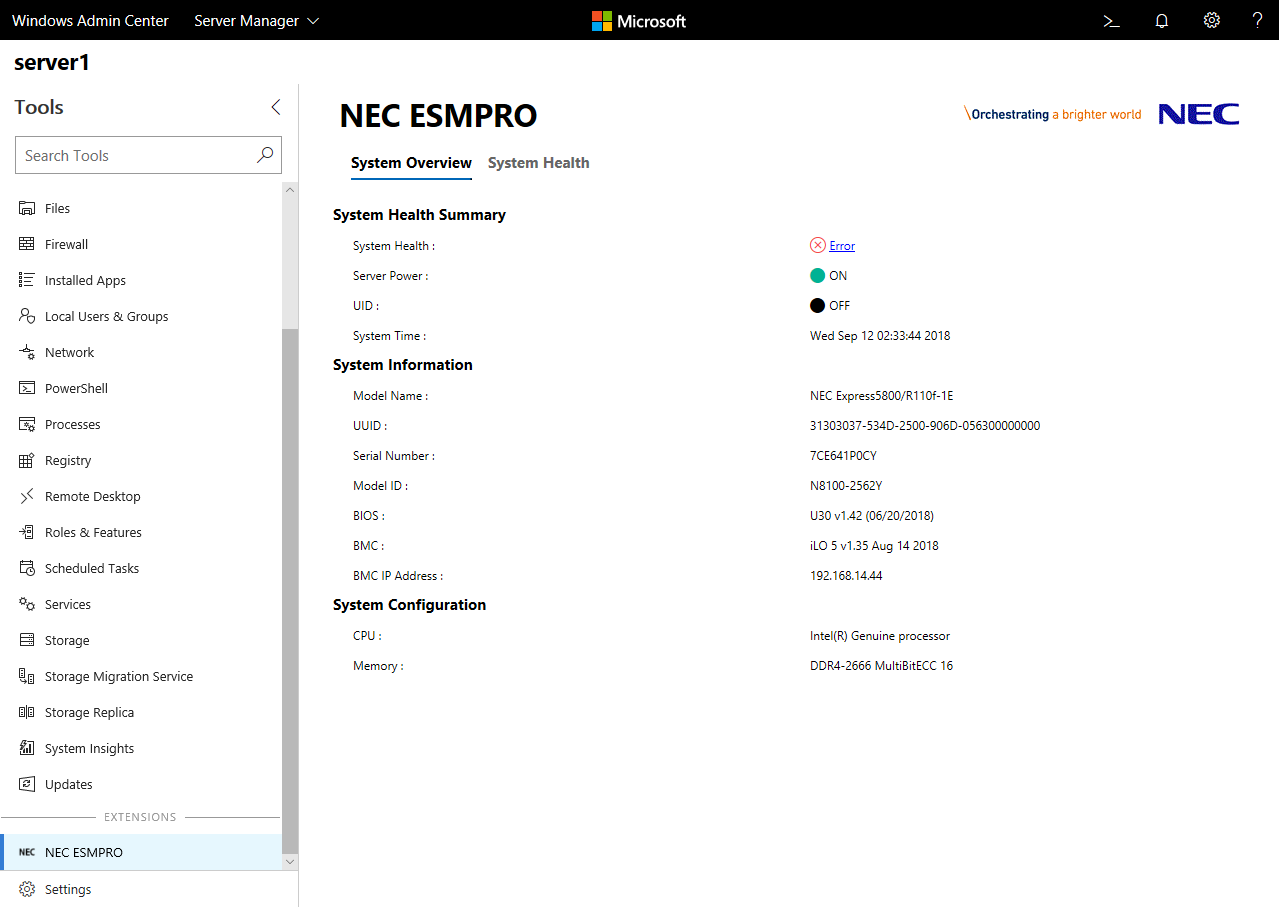 Windows Admin Center Server Manager Microsoft
server1
Tools
Search Tools
Files
Firewall
Installed Apps
Local Users & Groups
Network
PowerShell
Processes
Registry
Remote Desktop
Roles & Features
Scheduled Tasks
Services
Storage
Storage Migration Service
Storage Replica
System Insights
Updates
EXTENSIONS
NEC NEC ESMPRO
Settings
NEC ESMPRO
\Orchestrating a brighter world NEC
System Overview System Health
System Health Summary
System Health : Error
Server Power : ON
UID : OFF
System Time : Wed Sep 12 02:33:44 2018
System Information
Model Name : NEC Express5800/R110f-1E
UUID : 31303037-534D-2500-906D-056300000000
Serial Number : 7CE641P0CY
Model ID : N8100-2562Y
BIOS : U30 v1.42 (06/20/2018)
BMC : iLO 5 v1.35 Aug 14 2018
BMC IP Address : 192.168.14.44
System Configuration
CPU : Intel(R) Genuine processor
Memory : DDR4-2666 MultiBitECC 16